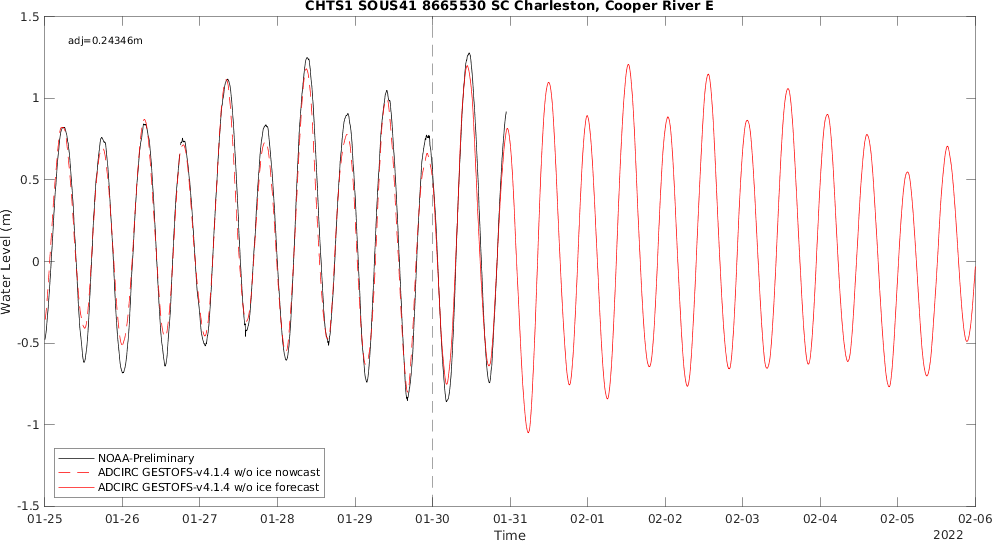 CHTS1 SOUS41 8665530 SC Charleston, Cooper River E
adj=0.24346m
1.5
1
0.5
0
-0.5
-1
-1.5
Water Level (m)
NOAA-Preliminary
ADCIRC GESTOFS-v4.1.4 w/o ice nowcast
ADCIRC GESTOFS-v4.1.4 w/o ice forecast
01-25 01-26 01-27 01-28 01-29 01-30 01-31 02-01 02-02 02-03 02-04 02-05 02-06
Time
2022